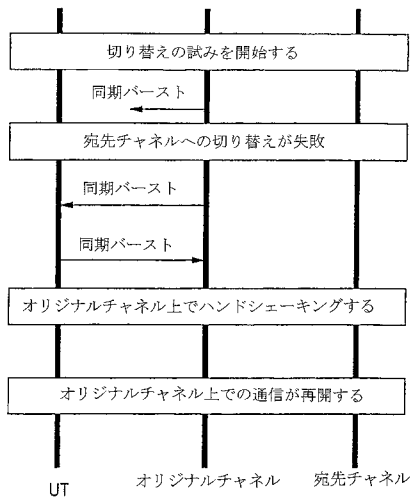 切り替えの試みを開始する
同期バースト
宛先チャネルへの切り替えが失敗
同期バースト
同期バースト
オリジナルチャネル上でハンドシェーキングする
オリジナルチャネル上での通信が再開する
UT
オリジナルチャネル
宛先チャネル